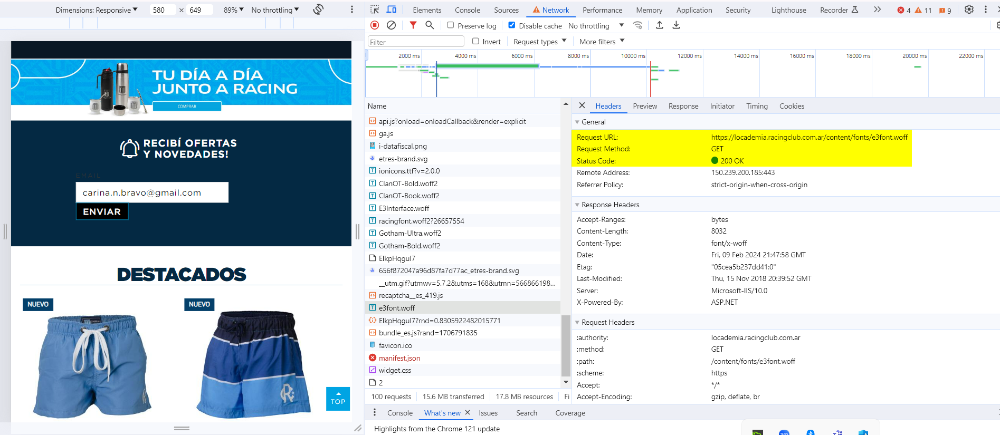 Dimensions: Responsive 580 × 649 89% No throttling
TU DÍA A DÍA
JUNTO A RACING
COMPRAR
RECIBÍ OFERTAS
Y NOVEDADES!
EMAIL
carina.n.bravo@gmail.com
ENVIAR
DESTACADOS
NUEVO NUEVO
TOP
Elements Console Sources Network Performance Memory Application Security Lighthouse Recorder 4 11 9
Preserve log Disable cache No throttling
Filter Invert Request types More filters
2000 ms 4000 ms 6000 ms 8000 ms 10000 ms 12000 ms 14000 ms 16000 ms 18000 ms 20000 ms 22000 ms
Name
api.js?onload=onloadCallback&render=explicit
ga.js
i-datafiscal.png
etres-brand.svg
ionicons.ttf?v=2.0.0
ClanOT-Bold.woff2
ClanOT-Book.woff2
E3Interface.woff
racingfont.woff2?26657554
Gotham-Ultra.woff2
Gotham-Bold.woff2
656f872047a96d87fa7d77ac_etres-brand.svg
__utm.gif?utmwv=5.7.2&utms=168&utmn=566866198...
recaptcha__es_419.js
e3font.woff
bundle_es.js?rand=1706791835
favicon.ico
manifest.json
widget.css
2
100 requests 15.6 MB transferred 17.8 MB resources Fi
Headers Preview Response Initiator Timing Cookies
General
Request URL: https://locademia.racingclub.com.ar/content/fonts/e3font.woff
Request Method: GET
Status Code: 200 OK
Remote Address: 150.239.200.185:443
Referrer Policy: strict-origin-when-cross-origin
Response Headers
Accept-Ranges: bytes
Content-Length: 8032
Content-Type: font/x-woff
Date: Fri, 09 Feb 2024 21:47:58 GMT
Etag: "05cea5b237dd41:0"
Last-Modified: Thu, 15 Nov 2018 20:39:52 GMT
Server: Microsoft-IIS/10.0
X-Powered-By: ASP.NET
Request Headers
:authority: locademia.racingclub.com.ar
:method: GET
:path: /content/fonts/e3font.woff
:scheme: https
Accept: */*
Accept-Encoding: gzip, deflate, br
Console What's new Issues Search Coverage
Highlights from the Chrome 121 update